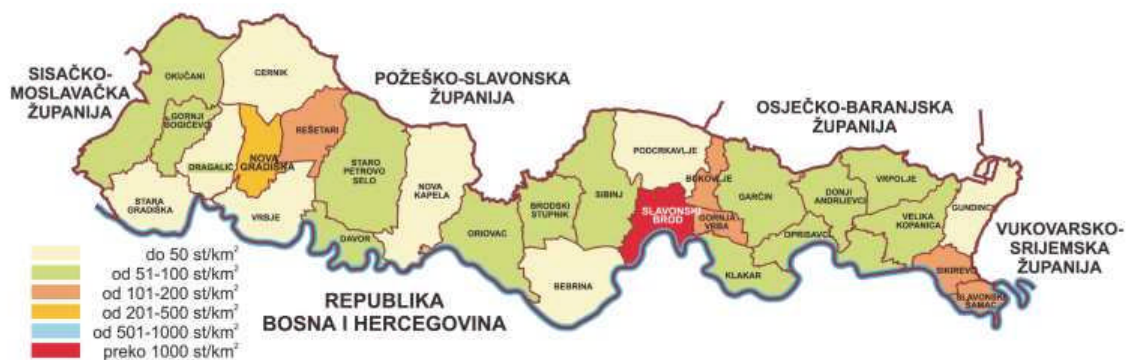 SISAČKO-
MOSLAVAČKA
ŽUPANIJA
POŽEŠKO-SLAVONSKA
ŽUPANIJA
OSJEČKO-BARANJSKA
ŽUPANIJA
VUKOVARSKO-
SRIJEMSKA
ŽUPANIJA
REPUBLIKA
BOSNA I HERCEGOVINA
OKUČANI
CERNIK
GORNJI
BOGIĆEVCI
REŠETARI
DRAGALIĆ
NOVA
GRADIŠKA
STARO
PETROVO
SELO
STARA
GRADIŠKA
VRBJE
DAVOR
NOVA
KAPELA
ORIOVAC
BRODSKI
STUPNIK
SIBINJ
BEBRINA
PODCRKAVLJE
SLAVONSKI
BROD
BUKOVLJE
GORNJA
VRBA
GARČIN
KLAKAR
OPRISAVCI
DONJI
ANDRIJEVCI
VRPOLJE
VELIKA
KOPANICA
GUNDINCI
SIKIREVCI
SLAVONSKI
ŠAMAC
do 50 st/km²
od 51-100 st/km²
od 101-200 st/km²
od 201-500 st/km²
od 501-1000 st/km²
preko 1000 st/km²